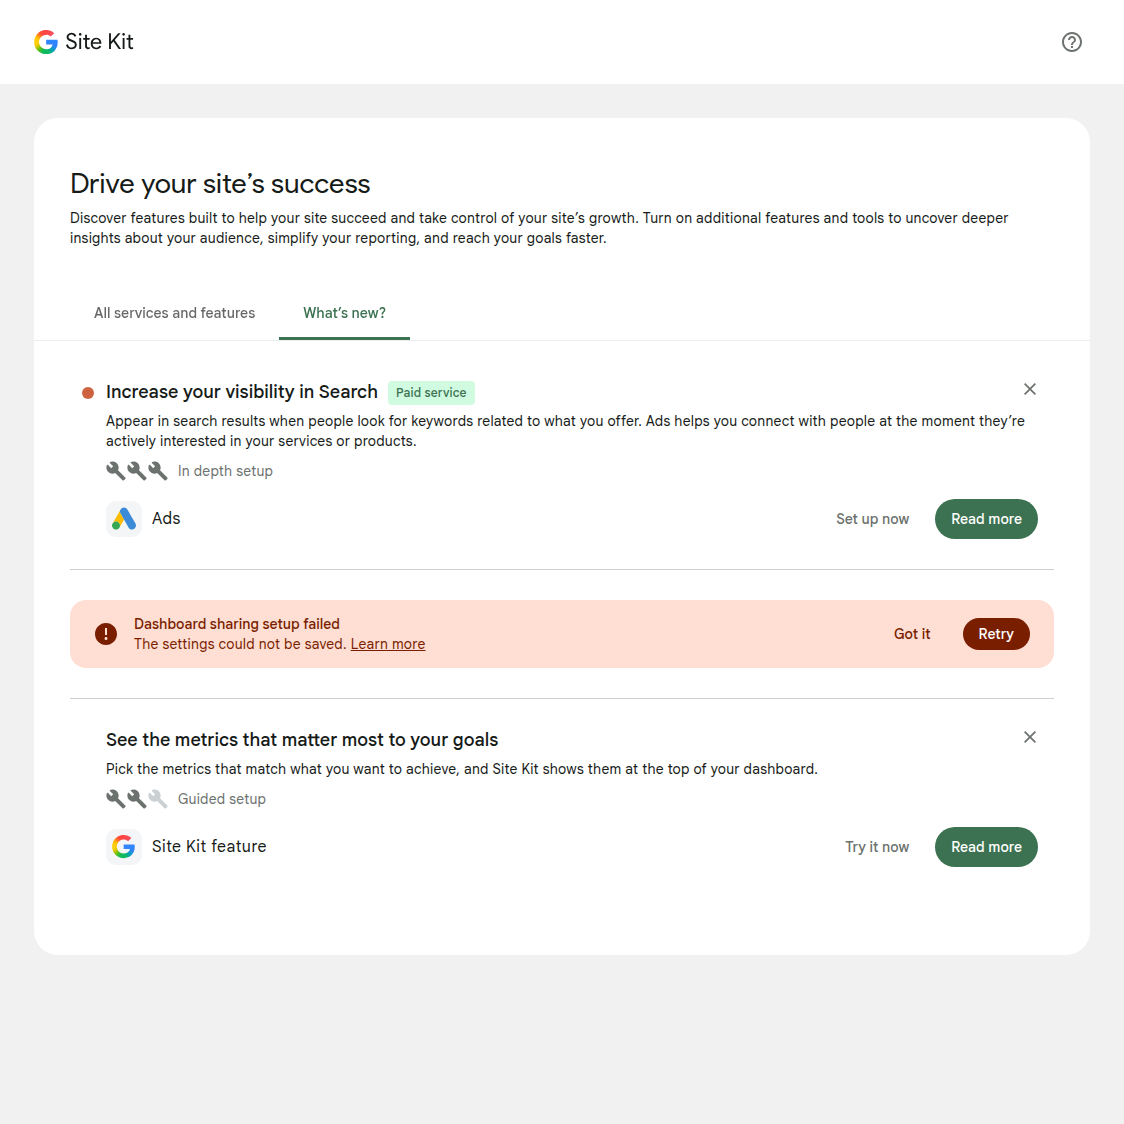 Site Kit
Drive your site’s success
Discover features built to help your site succeed and take control of your site’s growth. Turn on additional features and tools to uncover deeper
insights about your audience, simplify your reporting, and reach your goals faster.
All services and features
What’s new?
Increase your visibility in Search
Paid service
Appear in search results when people look for keywords related to what you offer. Ads helps you connect with people at the moment they’re
actively interested in your services or products.
In depth setup
Ads
Set up now
Read more
Dashboard sharing setup failed
The settings could not be saved. Learn more
Got it
Retry
See the metrics that matter most to your goals
Pick the metrics that match what you want to achieve, and Site Kit shows them at the top of your dashboard.
Guided setup
Site Kit feature
Try it now
Read more